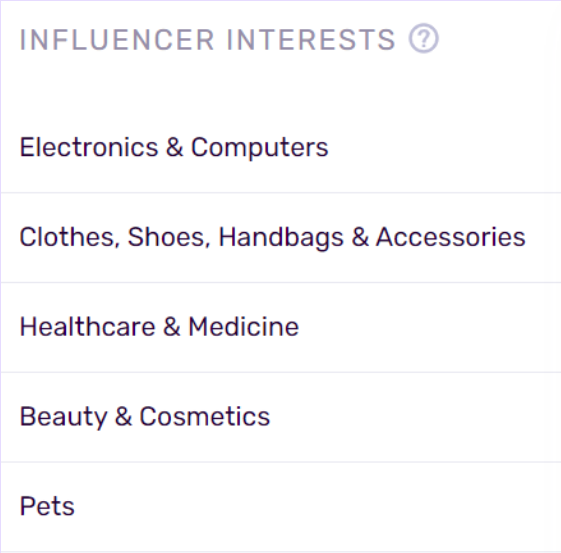 INFLUENCER INTERESTS ?
Electronics & Computers
Clothes, Shoes, Handbags & Accessories
Healthcare & Medicine
Beauty & Cosmetics
Pets